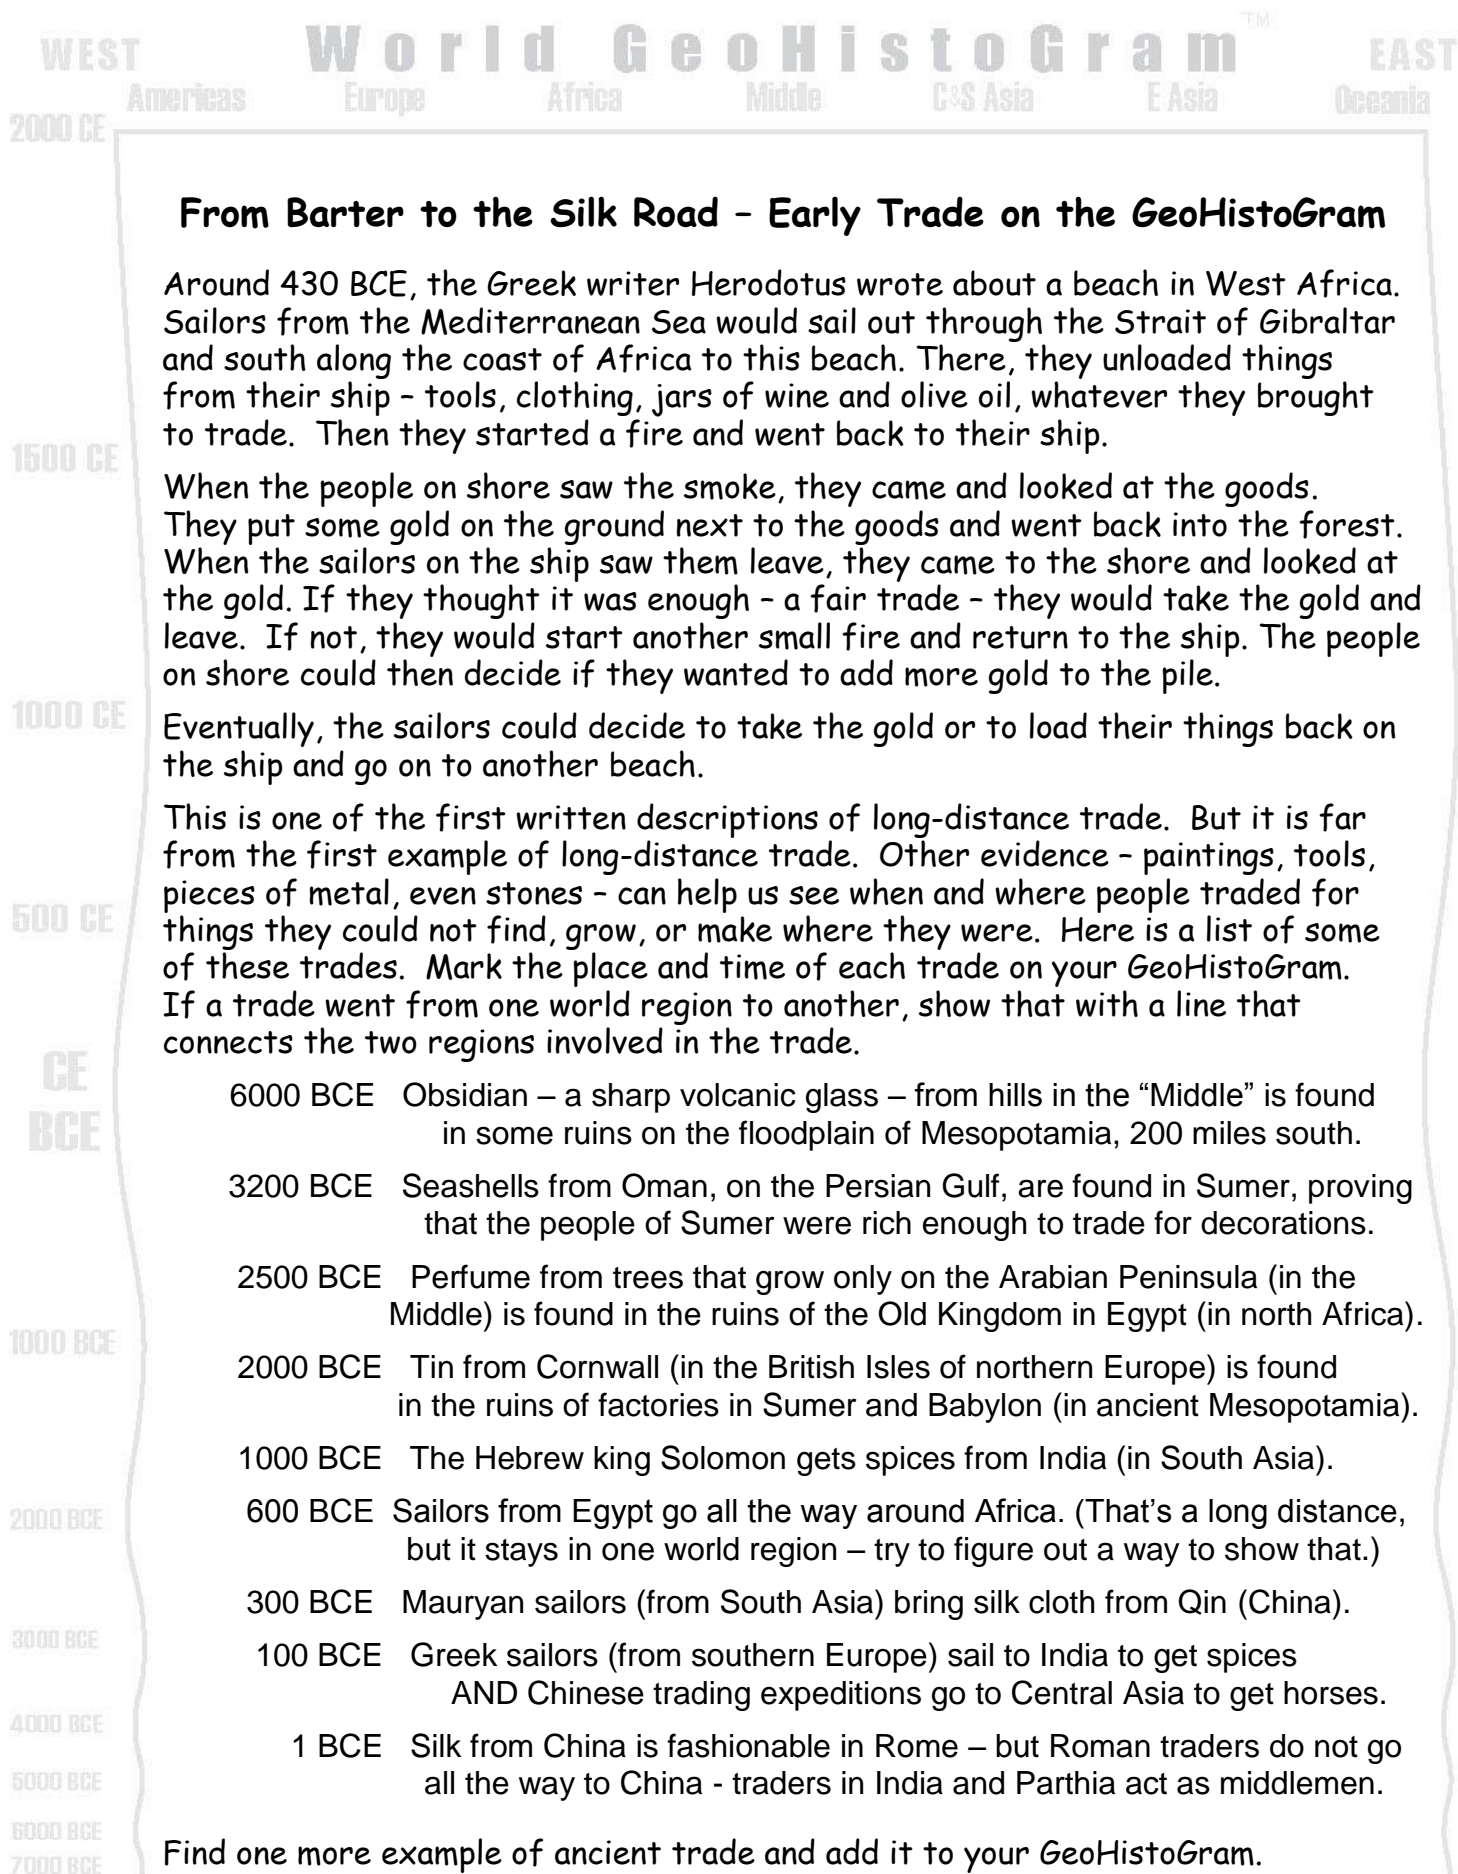 WEST World GeoHistoGram™ EAST
Americas Europe Africa Middle C&S Asia E Asia Oceania
2000 CE
From Barter to the Silk Road – Early Trade on the GeoHistoGram
Around 430 BCE, the Greek writer Herodotus wrote about a beach in West Africa.
Sailors from the Mediterranean Sea would sail out through the Strait of Gibraltar
and south along the coast of Africa to this beach. There, they unloaded things
from their ship – tools, clothing, jars of wine and olive oil, whatever they brought
to trade. Then they started a fire and went back to their ship.
1500 CE
When the people on shore saw the smoke, they came and looked at the goods.
They put some gold on the ground next to the goods and went back into the forest.
When the sailors on the ship saw them leave, they came to the shore and looked at
the gold. If they thought it was enough – a fair trade – they would take the gold and
leave. If not, they would start another small fire and return to the ship. The people
on shore could then decide if they wanted to add more gold to the pile.
1000 CE
Eventually, the sailors could decide to take the gold or to load their things back on
the ship and go on to another beach.
This is one of the first written descriptions of long-distance trade. But it is far
from the first example of long-distance trade. Other evidence – paintings, tools,
pieces of metal, even stones – can help us see when and where people traded for
500 CE
things they could not find, grow, or make where they were. Here is a list of some
of these trades. Mark the place and time of each trade on your GeoHistoGram.
If a trade went from one world region to another, show that with a line that
connects the two regions involved in the trade.
CE
BCE
6000 BCE Obsidian – a sharp volcanic glass – from hills in the “Middle” is found
in some ruins on the floodplain of Mesopotamia, 200 miles south.
3200 BCE Seashells from Oman, on the Persian Gulf, are found in Sumer, proving
that the people of Sumer were rich enough to trade for decorations.
2500 BCE Perfume from trees that grow only on the Arabian Peninsula (in the
Middle) is found in the ruins of the Old Kingdom in Egypt (in north Africa).
1000 BCE
2000 BCE Tin from Cornwall (in the British Isles of northern Europe) is found
in the ruins of factories in Sumer and Babylon (in ancient Mesopotamia).
1000 BCE The Hebrew king Solomon gets spices from India (in South Asia).
2000 BCE
600 BCE Sailors from Egypt go all the way around Africa. (That’s a long distance,
but it stays in one world region – try to figure out a way to show that.)
300 BCE Mauryan sailors (from South Asia) bring silk cloth from Qin (China).
3000 BCE
100 BCE Greek sailors (from southern Europe) sail to India to get spices
AND Chinese trading expeditions go to Central Asia to get horses.
4000 BCE
1 BCE Silk from China is fashionable in Rome – but Roman traders do not go
all the way to China - traders in India and Parthia act as middlemen.
5000 BCE
6000 BCE
Find one more example of ancient trade and add it to your GeoHistoGram.
7000 BCE